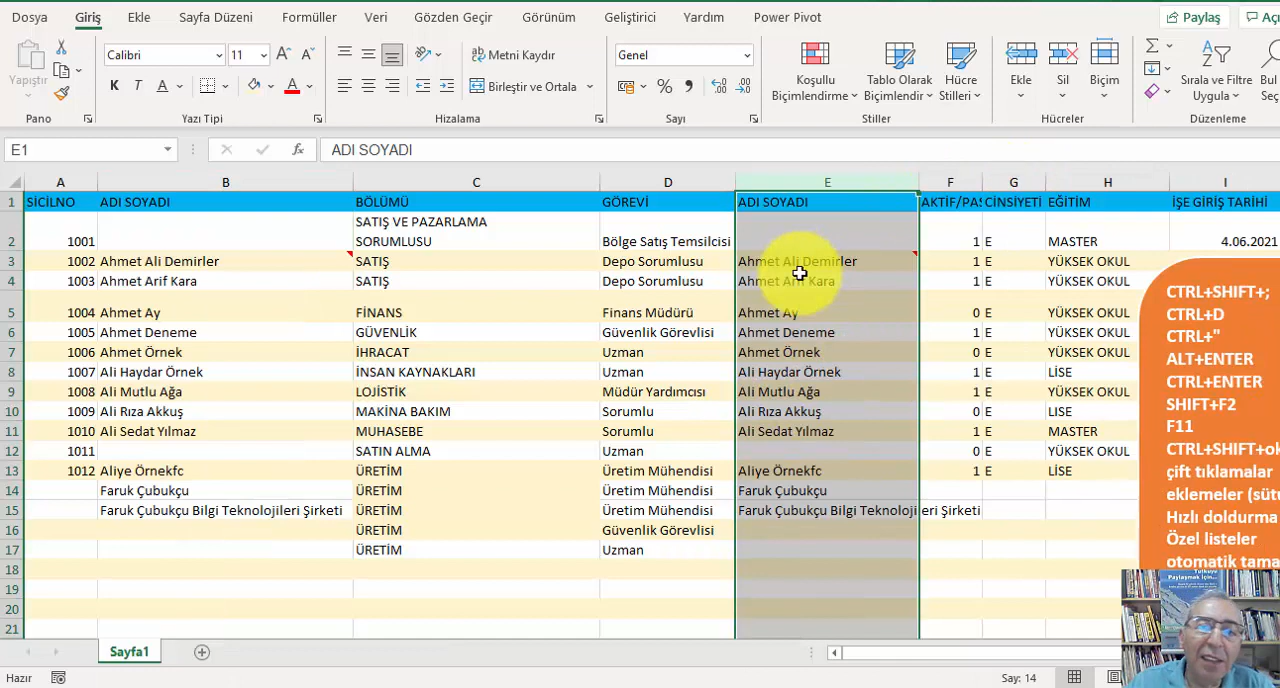 Dosya Giriş Ekle Sayfa Düzeni Formüller Veri Gözden Geçir Görünüm Geliştirici Yardım Power Pivot Paylaş
Yapıştır
Calibri 11
K T A A
Metni Kaydır
Birleştir ve Ortala
Genel
Koşullu Biçimlendirme
Tablo Olarak Biçimlendir
Hücre Stilleri
Ekle Sil Biçim
Sırala ve Filtre Uygula
Bul
Pano Yazı Tipi Hizalama Sayı Stiller Hücreler Düzenleme
E1 fx ADI SOYADI
A B C D E F G H I
1 SİCİLNO ADI SOYADI BÖLÜMÜ GÖREVİ ADI SOYADI AKTİF/PAS CİNSİYETİ EĞİTİM İŞE GİRİŞ TARİHİ
SATIŞ VE PAZARLAMA
2 1001 SORUMLUSU Bölge Satış Temsilcisi 1 E MASTER 4.06.2021
3 1002 Ahmet Ali Demirler SATIŞ Depo Sorumlusu Ahmet Ali Demirler 1 E YÜKSEK OKUL
4 1003 Ahmet Arif Kara SATIŞ Depo Sorumlusu Ahmet Arif Kara 1 E YÜKSEK OKUL
5 1004 Ahmet Ay FİNANS Finans Müdürü Ahmet Ay 0 E YÜKSEK OKUL
6 1005 Ahmet Deneme GÜVENLİK Güvenlik Görevlisi Ahmet Deneme 1 E YÜKSEK OKUL
7 1006 Ahmet Örnek İHRACAT Uzman Ahmet Örnek 0 E YÜKSEK OKUL
8 1007 Ali Haydar Örnek İNSAN KAYNAKLARI Uzman Ali Haydar Örnek 1 E LİSE
9 1008 Ali Mutlu Ağa LOJİSTİK Müdür Yardımcısı Ali Mutlu Ağa 1 E YÜKSEK OKUL
10 1009 Ali Rıza Akkuş MAKİNA BAKIM Sorumlu Ali Rıza Akkuş 0 E LISE
11 1010 Ali Sedat Yılmaz MUHASEBE Sorumlu Ali Sedat Yılmaz 1 E MASTER
12 1011 SATIN ALMA Uzman 0 E YÜKSEK OKUL
13 1012 Aliye Örnekfc ÜRETİM Üretim Mühendisi Aliye Örnekfc 1 E LİSE
14 Faruk Çubukçu ÜRETİM Üretim Mühendisi Faruk Çubukçu
15 Faruk Çubukçu Bilgi Teknolojileri Şirketi ÜRETİM Üretim Mühendisi Faruk Çubukçu Bilgi Teknolojileri Şirketi
16 ÜRETİM Güvenlik Görevlisi
17 ÜRETİM Uzman
18
19
20
21
CTRL+SHIFT+;
CTRL+D
CTRL+"
ALT+ENTER
CTRL+ENTER
SHIFT+F2
F11
CTRL+SHIFT+ok
çift tıklamalar
eklemeler (sütu
Hızlı doldurma
Özel listeler
otomatik tama
Paylaşmak İçin...
Sayfa1
Hazır Say: 14